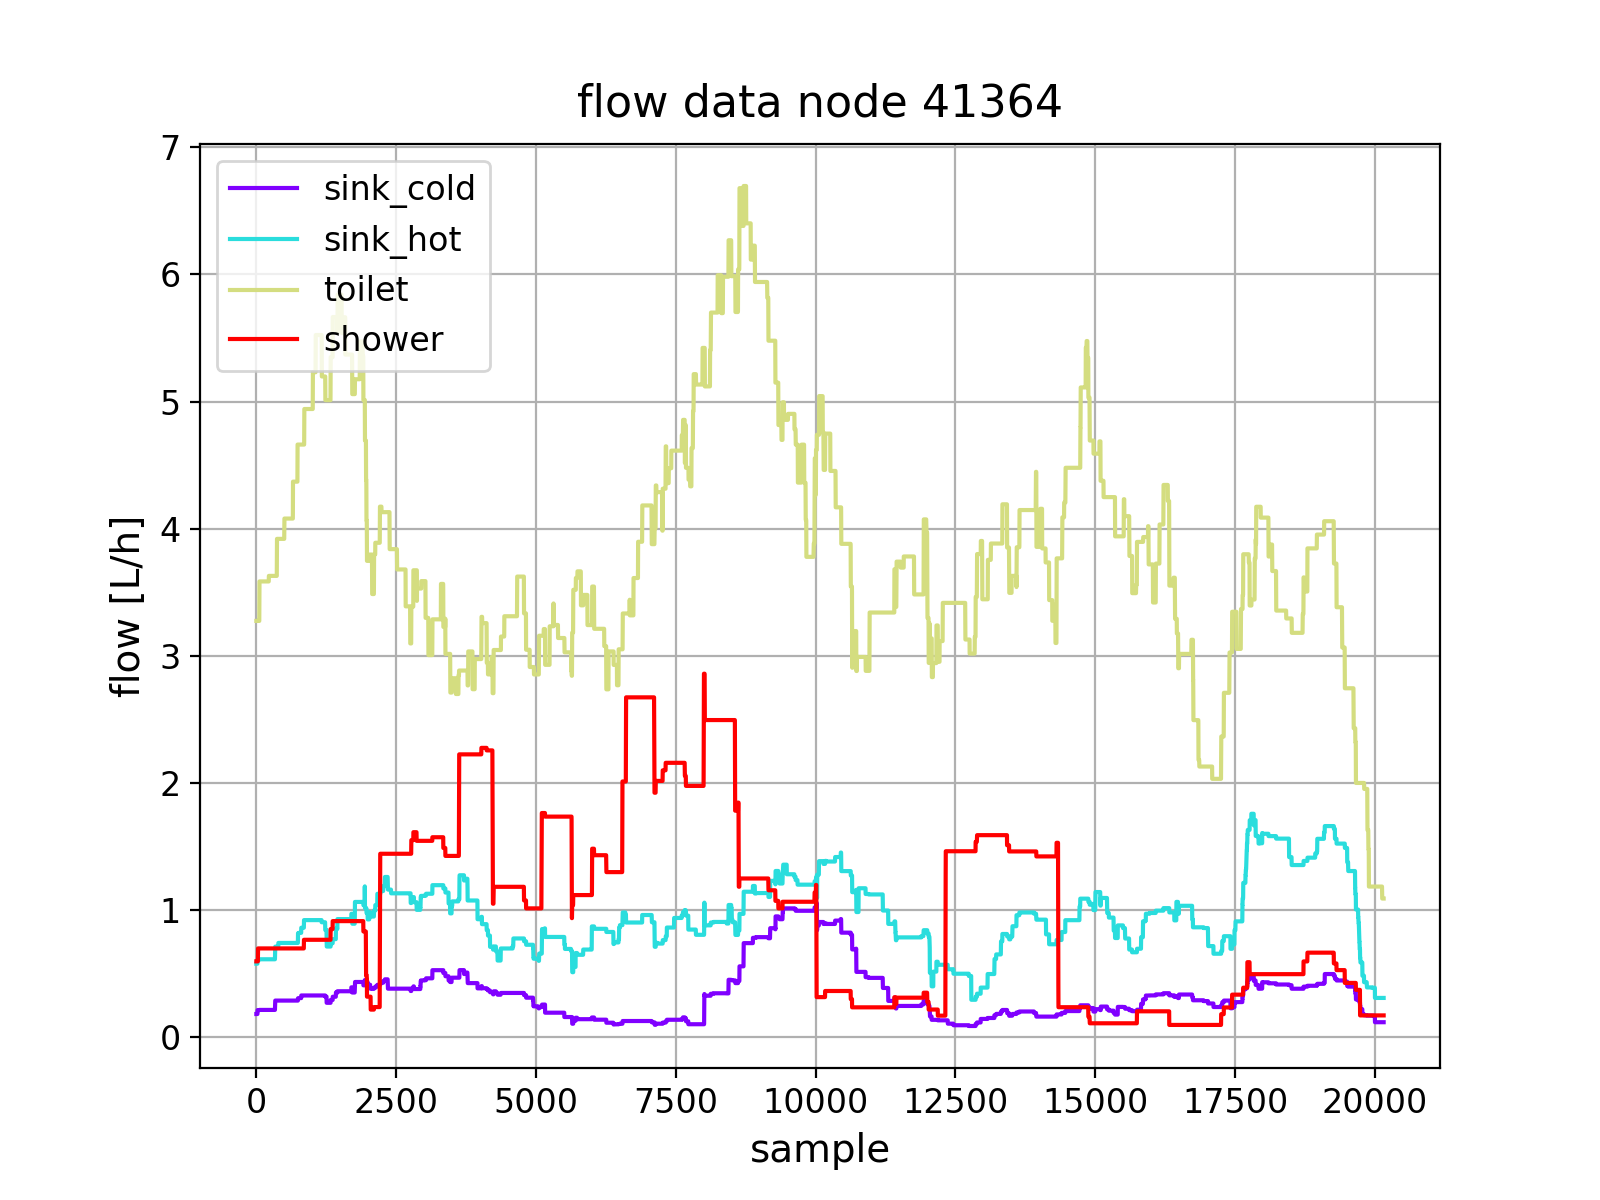 flow data node 41364
7
6
5
4
3
2
1
0
flow [L/h]
sink_cold
sink_hot
toilet
shower
0 2500 5000 7500 10000 12500 15000 17500 20000
sample